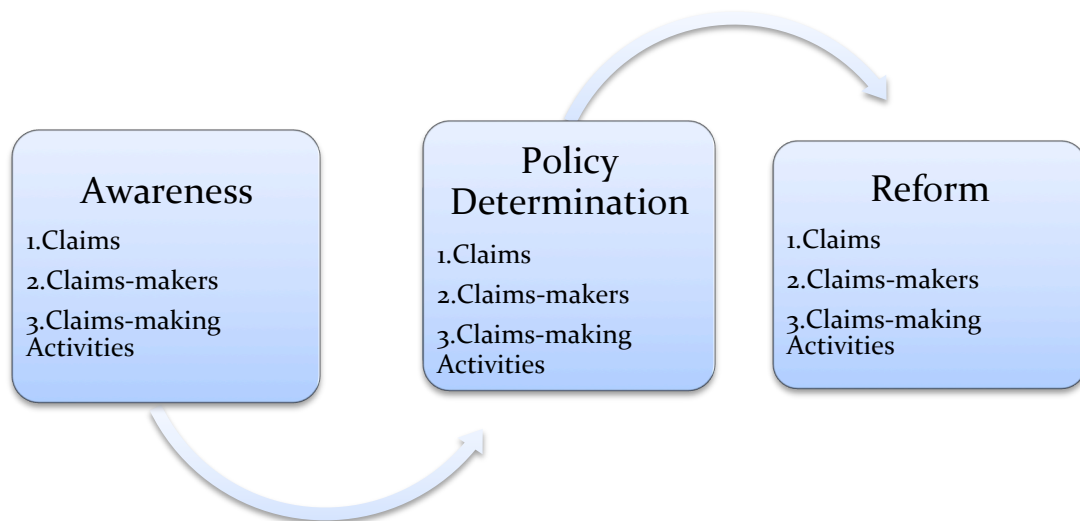 Awareness
1.Claims
2.Claims-makers
3.Claims-making
Activities
Policy
Determination
1.Claims
2.Claims-makers
3.Claims-making
Activities
Reform
1.Claims
2.Claims-makers
3.Claims-making
Activities